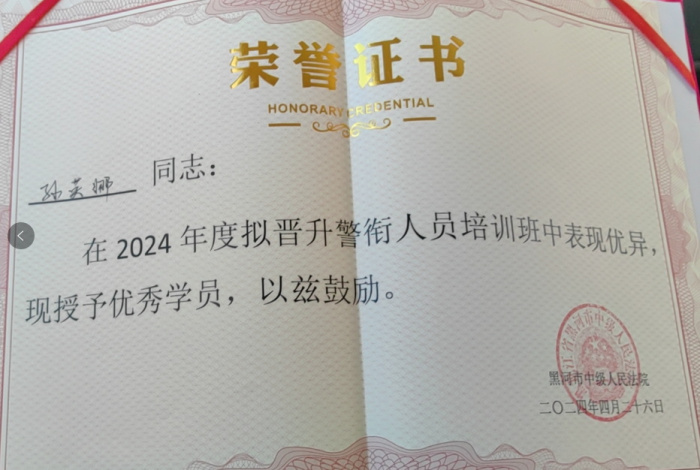 荣誉证书
HONORARY CREDENTIAL
孙英娜 同志：
在2024年度拟晋升警衔人员培训班中表现优异，
现授予优秀学员，以兹鼓励。
黑河市中级人民法院
二〇二四年四月二十六日